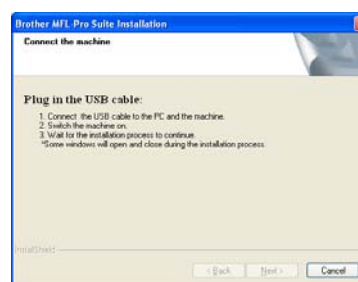 Brother MFL-Pro Suite Installation
Connect the machine
Plug in the USB cable:
1. Connect the USB cable to the PC and the machine.
2. Switch the machine on.
3. Wait for the installation process to continue.
*Some windows will open and close during the installation process.
InstallShield
< Back
Next >
Cancel